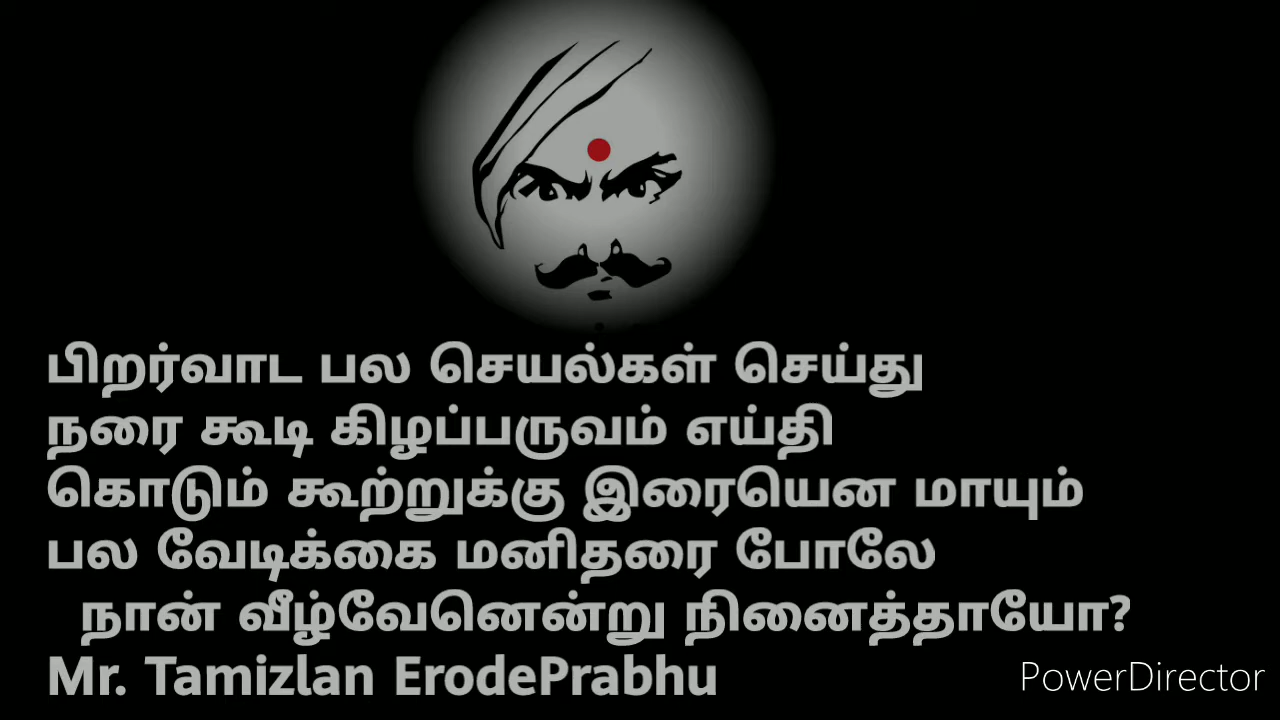 பிறர்வாட பல செயல்கள் செய்து
நரை கூடி கிழப்பருவம் எய்தி
கொடும் கூற்றுக்கு இரையென மாயும்
பல வேடிக்கை மனிதரை போலே
நான் வீழ்வேனென்று நினைத்தாயோ?
Mr. Tamizlan ErodePrabhu
PowerDirector